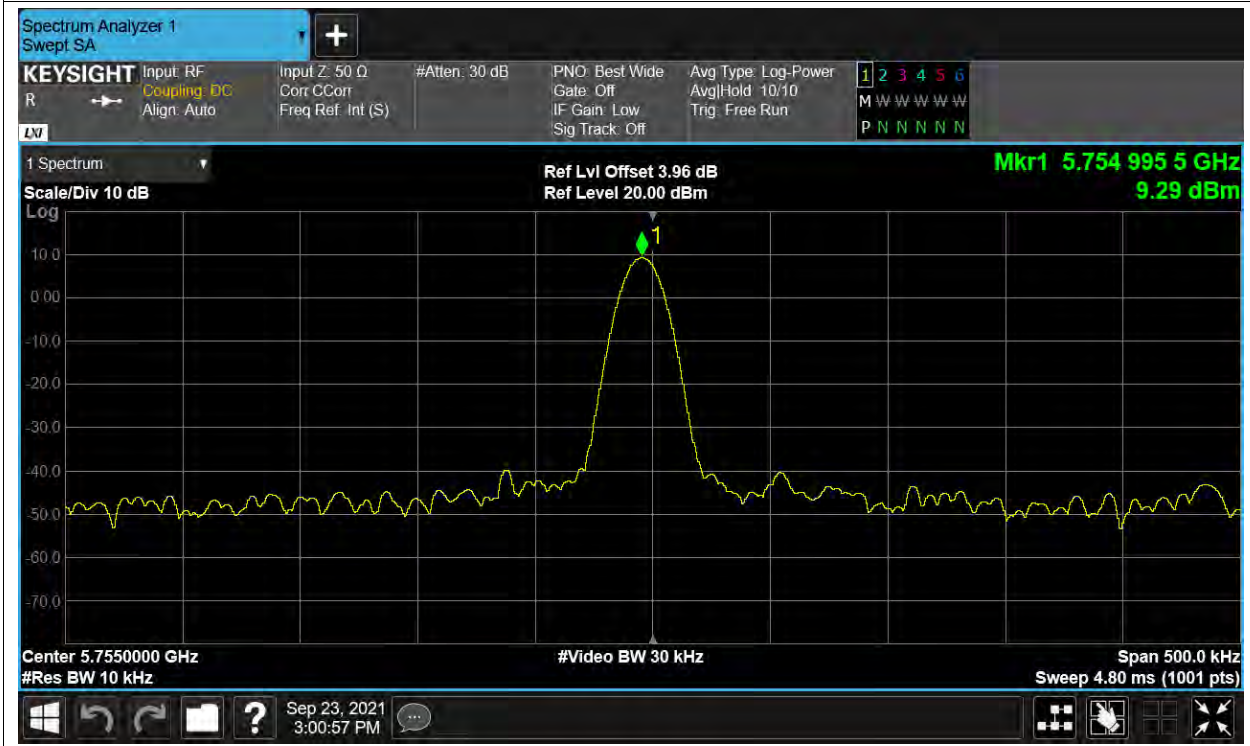 Spectrum Analyzer 1
Swept SA
+
KEYSIGHT
R
LXI
Input: RF
Coupling: DC
Align: Auto
Input Z: 50 Ω
Corr CCorr
Freq Ref: Int (S)
#Atten: 30 dB
PNO: Best Wide
Gate: Off
IF Gain: Low
Sig Track: Off
Avg Type: Log-Power
Avg|Hold: 10/10
Trig: Free Run
1 2 3 4 5 6
M W W W W W
P N N N N N
1 Spectrum
Scale/Div 10 dB
Log
Ref Lvl Offset 3.96 dB
Ref Level 20.00 dBm
Mkr1 5.754 995 5 GHz
9.29 dBm
1
10.0
0.00
-10.0
-20.0
-30.0
-40.0
-50.0
-60.0
-70.0
Center 5.7550000 GHz
#Res BW 10 kHz
#Video BW 30 kHz
Span 500.0 kHz
Sweep 4.80 ms (1001 pts)
?
Sep 23, 2021
3:00:57 PM